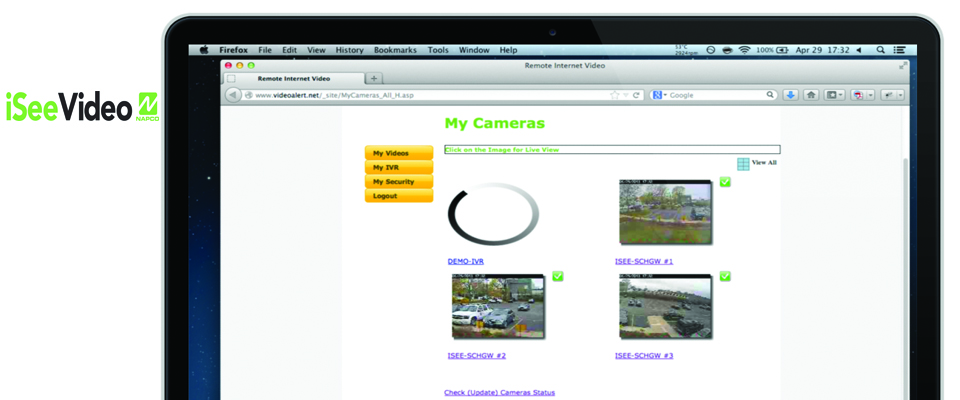 Firefox File Edit View History Bookmarks Tools Window Help
53°C
2924rpm
100%
Apr 29 17:32
Remote Internet Video
Remote Internet Video
www.videoalert.net/_site/MyCameras_All_H.asp
Google
iSeeVideo
NAPCO
My Cameras
Click on the Image for Live View
View All
My Videos
My IVR
My Security
Logout
DEMO-IVR
ISEE-SCHGW #1
ISEE-SCHGW #2
ISEE-SCHGW #3
Check (Update) Cameras Status